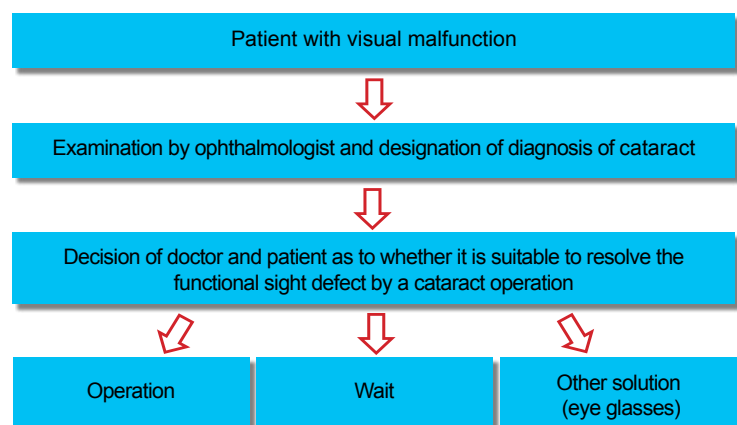 Patient with visual malfunction
Examination by ophthalmologist and designation of diagnosis of cataract
Decision of doctor and patient as to whether it is suitable to resolve the
functional sight defect by a cataract operation
Operation
Wait
Other solution
(eye glasses)